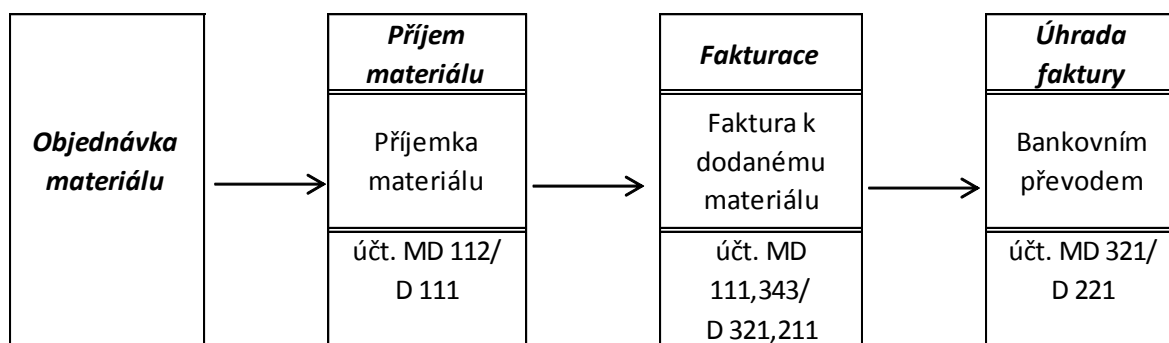 Objednávka
materiálu
Příjem
materiálu
Příjemka
materiálu
účt. MD 112/
D 111
Fakturace
Faktura k
dodanému
materiálu
účt. MD
111,343/
D 321,211
Úhrada
faktury
Bankovním
převodem
účt. MD 321/
D 221